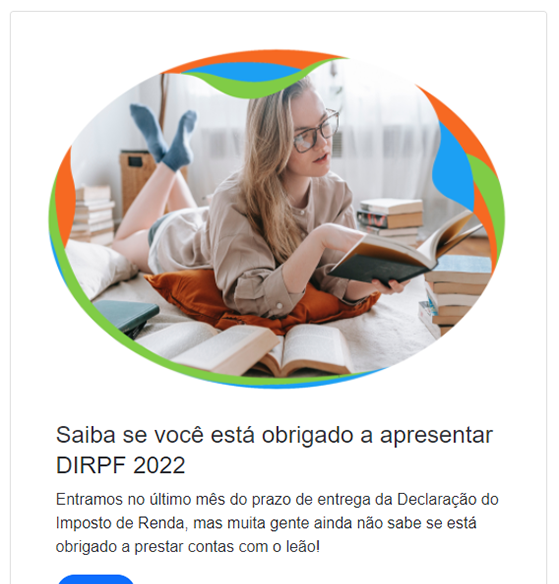 Saiba se você está obrigado a apresentar
DIRPF 2022
Entramos no último mês do prazo de entrega da Declaração do
Imposto de Renda, mas muita gente ainda não sabe se está
obrigado a prestar contas com o leão!